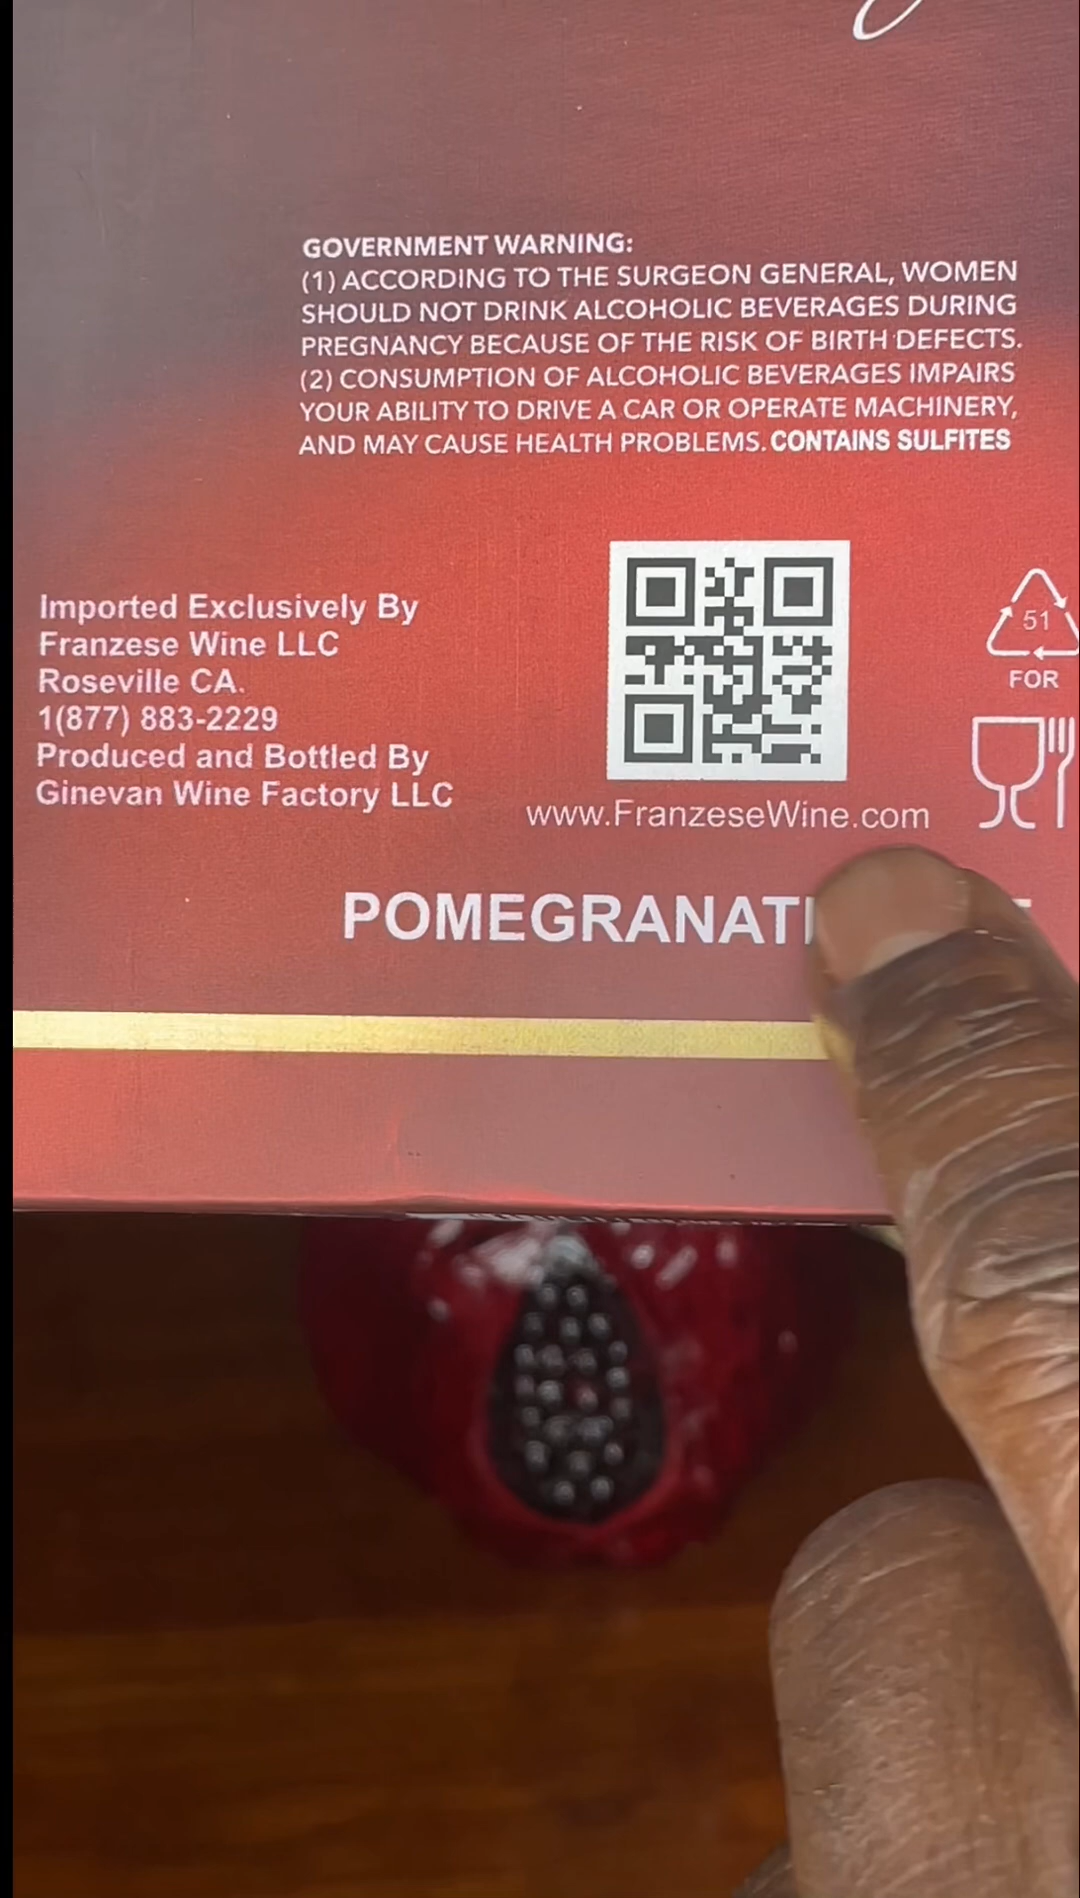 GOVERNMENT WARNING:
(1) ACCORDING TO THE SURGEON GENERAL, WOMEN
SHOULD NOT DRINK ALCOHOLIC BEVERAGES DURING
PREGNANCY BECAUSE OF THE RISK OF BIRTH DEFECTS.
(2) CONSUMPTION OF ALCOHOLIC BEVERAGES IMPAIRS
YOUR ABILITY TO DRIVE A CAR OR OPERATE MACHINERY,
AND MAY CAUSE HEALTH PROBLEMS. CONTAINS SULFITES
Imported Exclusively By
Franzese Wine LLC
Roseville CA.
1(877) 883-2229
Produced and Bottled By
Ginevan Wine Factory LLC
www.FranzeseWine.com
51
FOR
POMEGRANAT